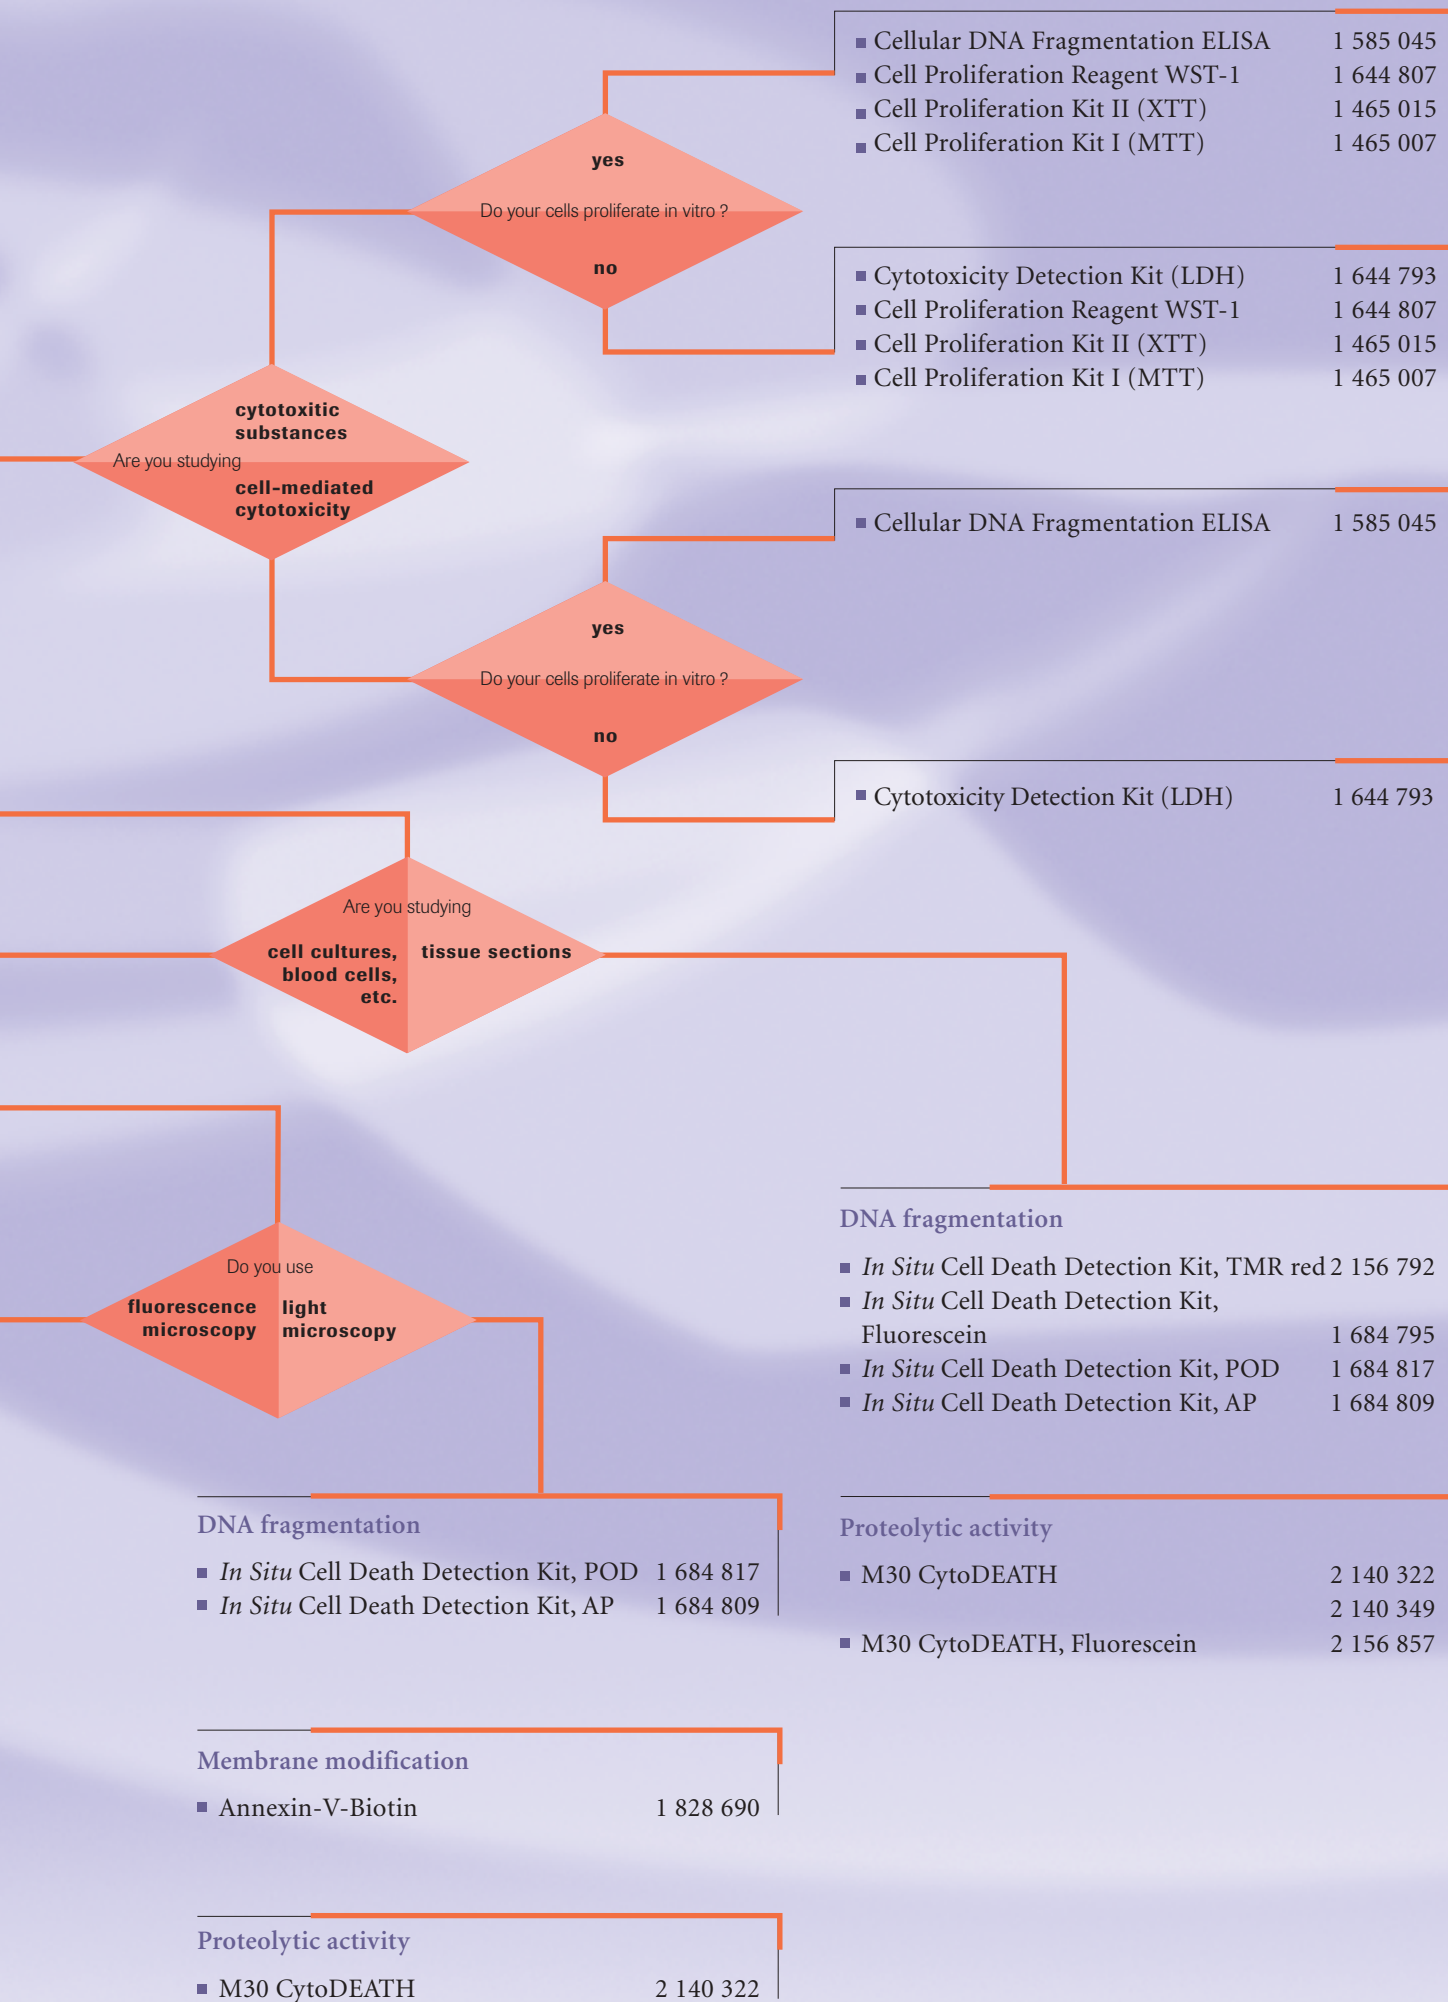 Cellular DNA Fragmentation ELISA 1 585 045
Cell Proliferation Reagent WST-1 1 644 807
Cell Proliferation Kit II (XTT) 1 465 015
Cell Proliferation Kit I (MTT) 1 465 007
yes
Do your cells proliferate in vitro ?
no
Cytotoxicity Detection Kit (LDH) 1 644 793
Cell Proliferation Reagent WST-1 1 644 807
Cell Proliferation Kit II (XTT) 1 465 015
Cell Proliferation Kit I (MTT) 1 465 007
cytotoxitic
substances
Are you studying
cell-mediated
cytotoxicity
Cellular DNA Fragmentation ELISA 1 585 045
yes
Do your cells proliferate in vitro ?
no
Cytotoxicity Detection Kit (LDH) 1 644 793
Are you studying
cell cultures,
blood cells,
etc.
tissue sections
Do you use
fluorescence
microscopy
light
microscopy
DNA fragmentation
In Situ Cell Death Detection Kit, TMR red 2 156 792
In Situ Cell Death Detection Kit,
Fluorescein 1 684 795
In Situ Cell Death Detection Kit, POD 1 684 817
In Situ Cell Death Detection Kit, AP 1 684 809
DNA fragmentation
In Situ Cell Death Detection Kit, POD 1 684 817
In Situ Cell Death Detection Kit, AP 1 684 809
Proteolytic activity
M30 CytoDEATH 2 140 322
2 140 349
M30 CytoDEATH, Fluorescein 2 156 857
Membrane modification
Annexin-V-Biotin 1 828 690
Proteolytic activity
M30 CytoDEATH 2 140 322